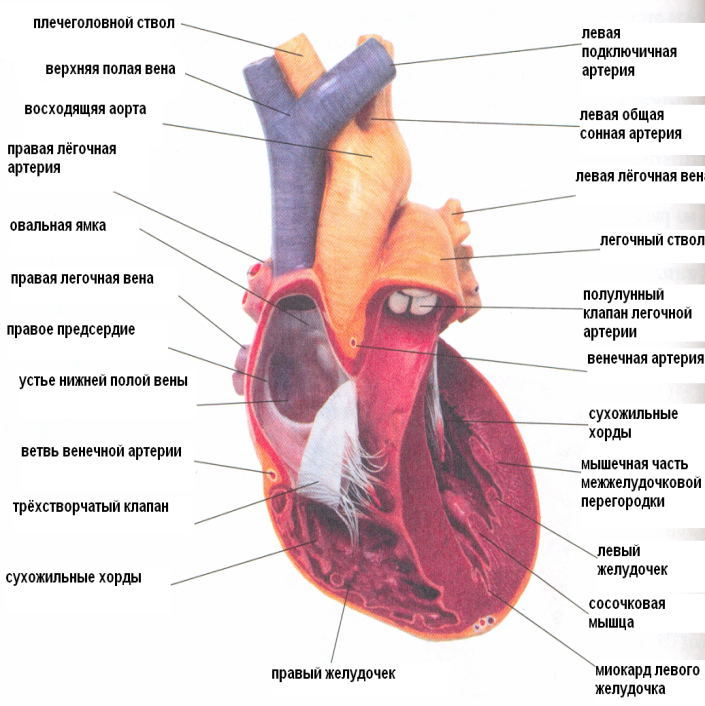 плечеголовной ствол
верхняя полая вена
восходящяя аорта
правая лёгочная
артерия
овальная ямка
правая легочная вена
правое предсердие
устье нижней полой вены
ветвь венечной артерии
трёхстворчатый клапан
сухожильные хорды
правый желудочек
левая
подключичная
артерия
левая общая
сонная артерия
левая лёгочная вена
легочный ствол
полулунный
клапан легочной
артерии
венечная артерия
сухожильные
хорды
мышечная часть
межжелудочковой
перегородки
левый
желудочек
сосочковая
мышца
миокард левого
желудочка